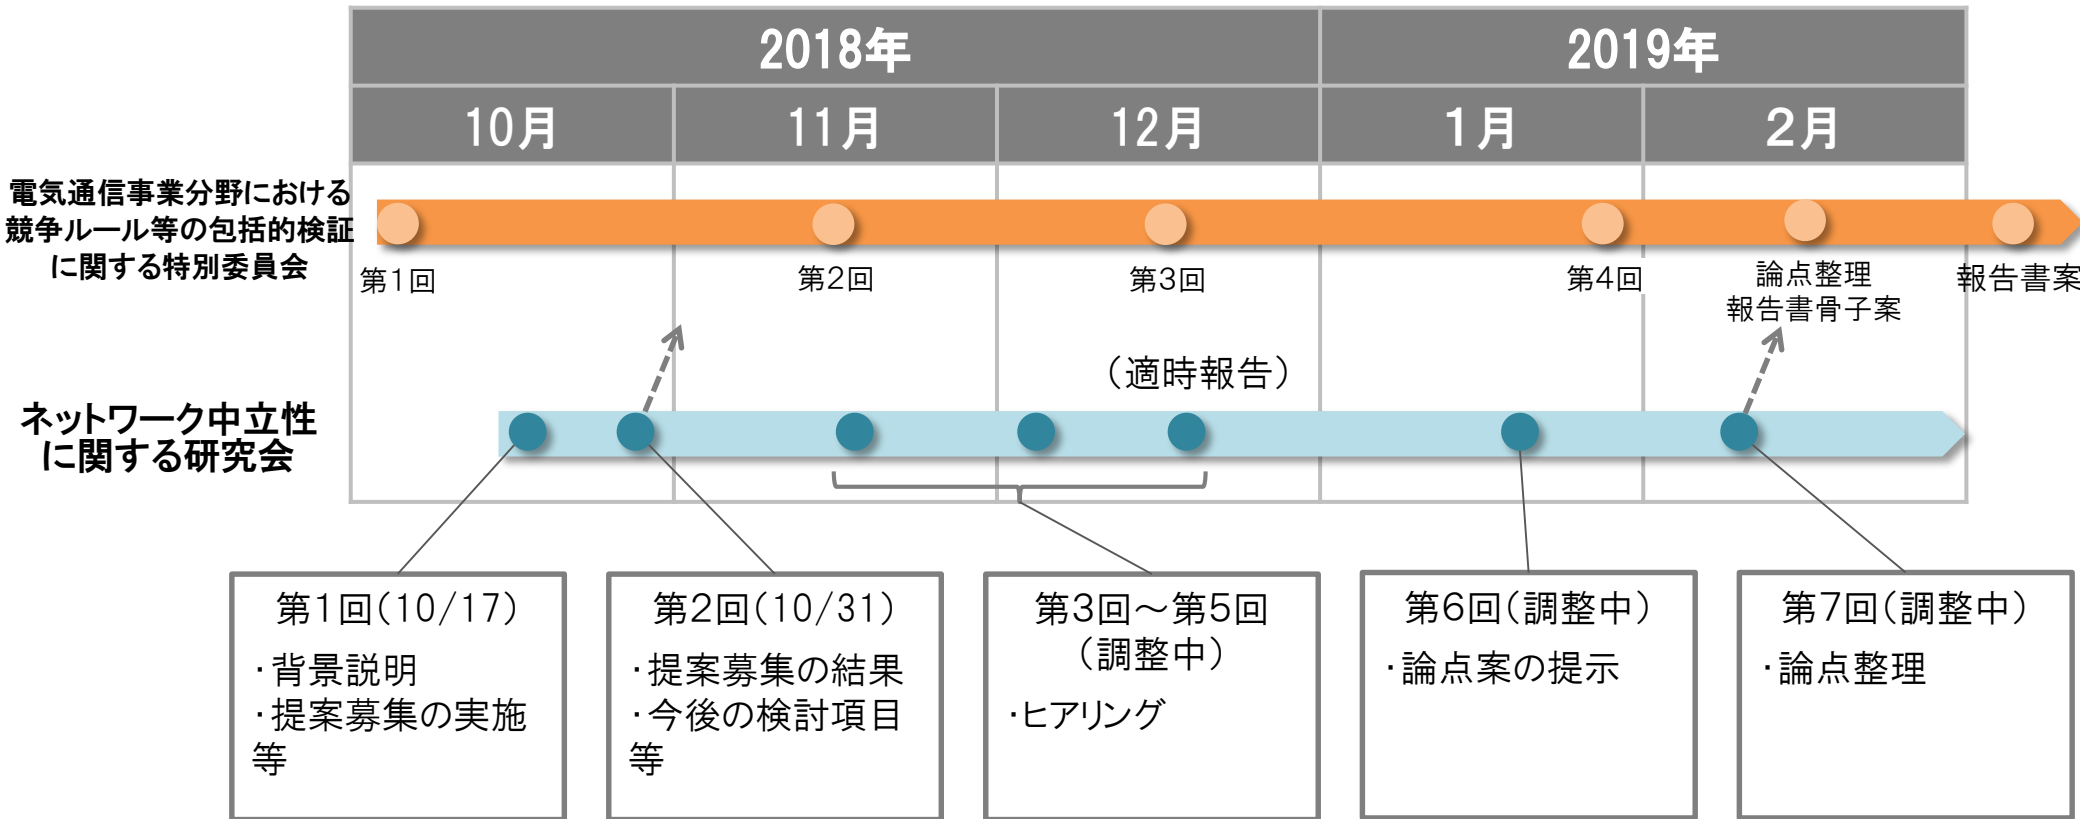 2018年
2019年
10月
11月
12月
1月
2月
電気通信事業分野における
競争ルール等の包括的検証
に関する特別委員会
第1回
第2回
第3回
第4回
論点整理
報告書骨子案
報告書案
（適時報告）
ネットワーク中立性
に関する研究会
第1回(10/17)
・背景説明
・提案募集の実施
等
第2回(10/31)
・提案募集の結果
・今後の検討項目
等
第3回～第5回
（調整中）
・ヒアリング
第6回(調整中)
・論点案の提示
第7回(調整中)
・論点整理